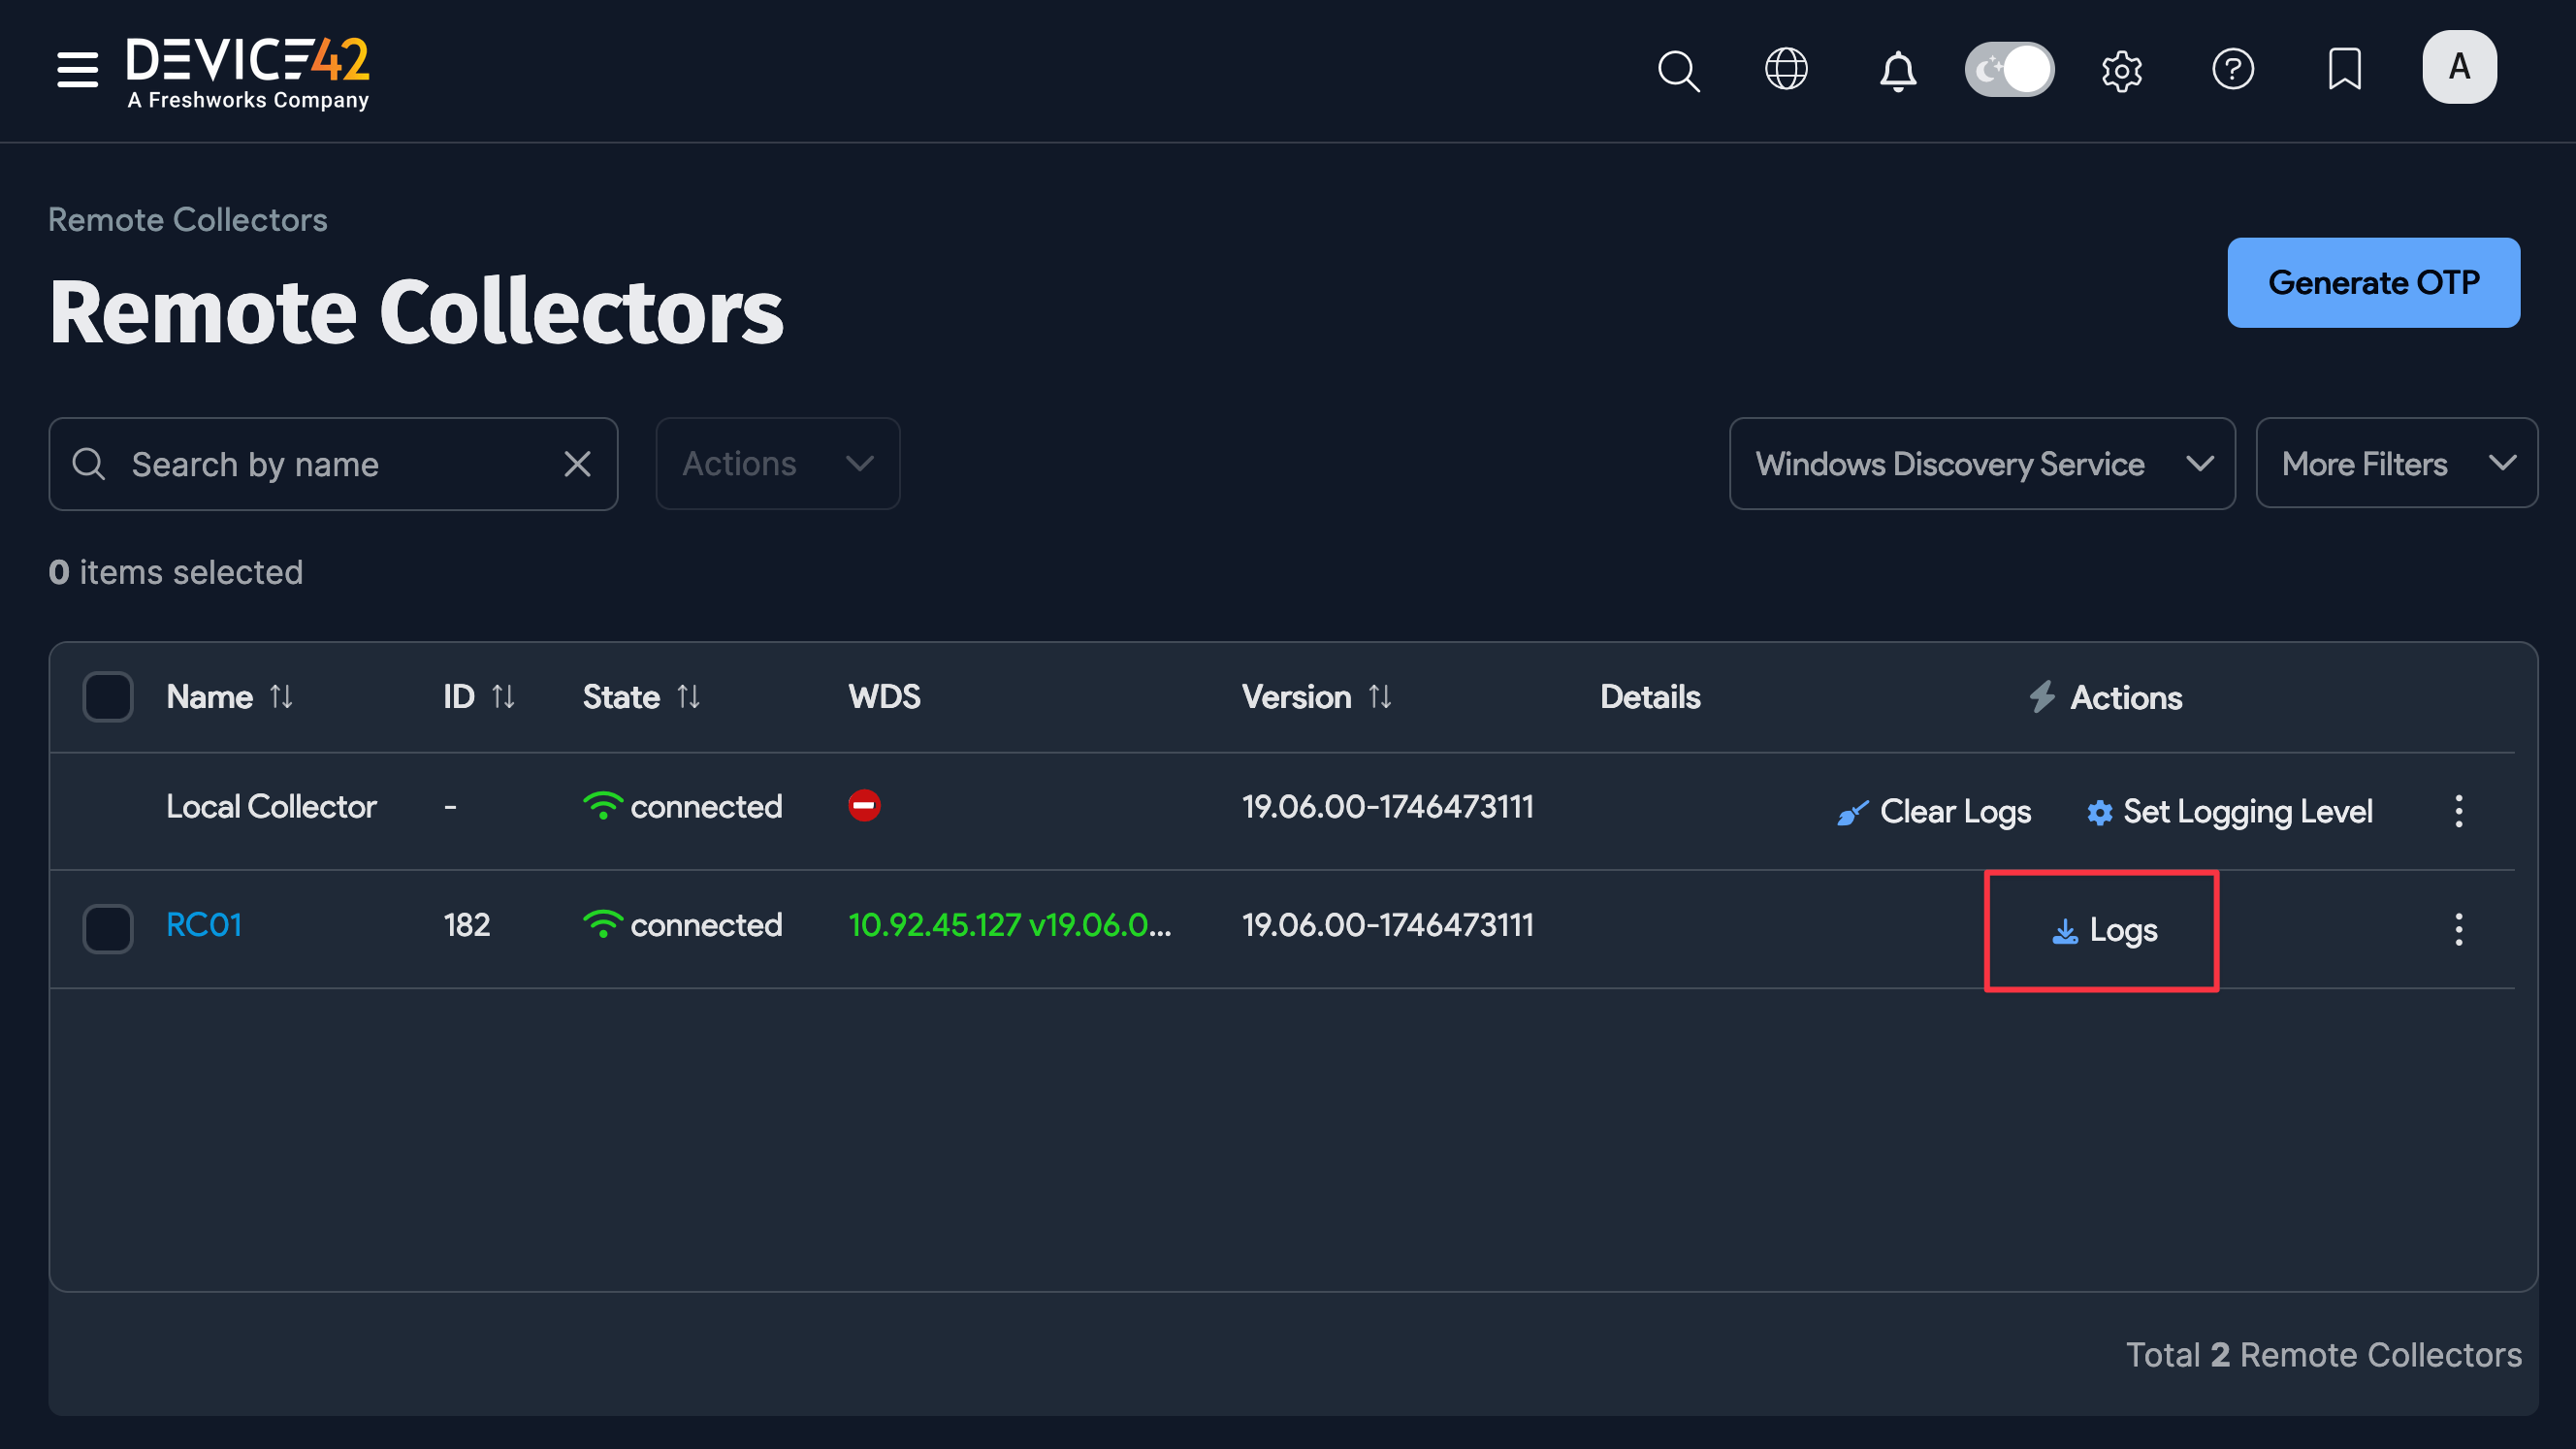 DEVICE42
A Freshworks Company
A
Remote Collectors
Remote Collectors
Generate OTP
Search by name
Actions
Windows Discovery Service
More Filters
0 items selected
Name ID State WDS Version Details Actions
Local Collector - connected 19.06.00-1746473111 Clear Logs Set Logging Level
RC01 182 connected 10.92.45.127 v19.06.0... 19.06.00-1746473111 Logs
Total 2 Remote Collectors